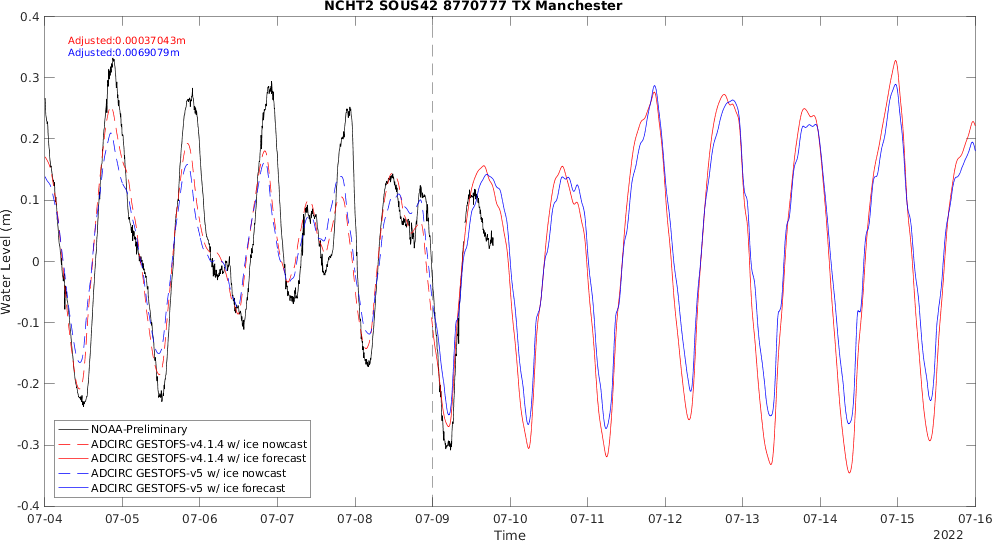 NCHT2 SOUS42 8770777 TX Manchester
Adjusted:0.00037043m
Adjusted:0.0069079m
0.4
0.3
0.2
0.1
0
-0.1
-0.2
-0.3
-0.4
Water Level (m)
NOAA-Preliminary
ADCIRC GESTOFS-v4.1.4 w/ ice nowcast
ADCIRC GESTOFS-v4.1.4 w/ ice forecast
ADCIRC GESTOFS-v5 w/ ice nowcast
ADCIRC GESTOFS-v5 w/ ice forecast
07-04 07-05 07-06 07-07 07-08 07-09 07-10 07-11 07-12 07-13 07-14 07-15 07-16
Time
2022